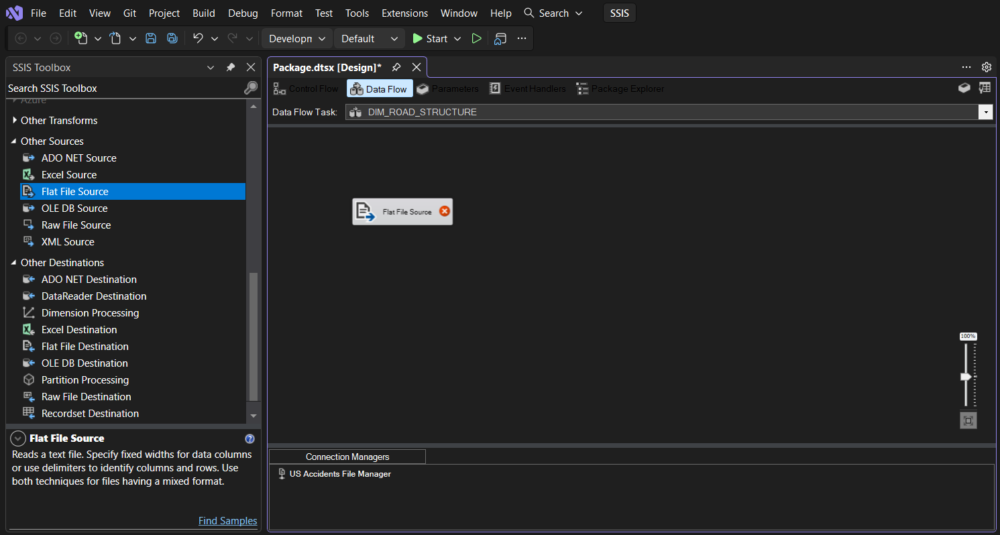 File Edit View Git Project Build Debug Format Test Tools Extensions Window Help Search SSIS
Developm Default Start
SSIS Toolbox
Search SSIS Toolbox
Azure
Other Transforms
Other Sources
ADO NET Source
Excel Source
Flat File Source
OLE DB Source
Raw File Source
XML Source
Other Destinations
ADO NET Destination
DataReader Destination
Dimension Processing
Excel Destination
Flat File Destination
OLE DB Destination
Partition Processing
Raw File Destination
Recordset Destination
Flat File Source
Reads a text file. Specify fixed widths for data columns
or use delimiters to identify columns and rows. Use
both techniques for files having a mixed format.
Find Samples
Package.dtsx [Design]*
Control Flow Data Flow Parameters Event Handlers Package Explorer
Data Flow Task: DIM_ROAD_STRUCTURE
Flat File Source
100%
Connection Managers
US Accidents File Manager